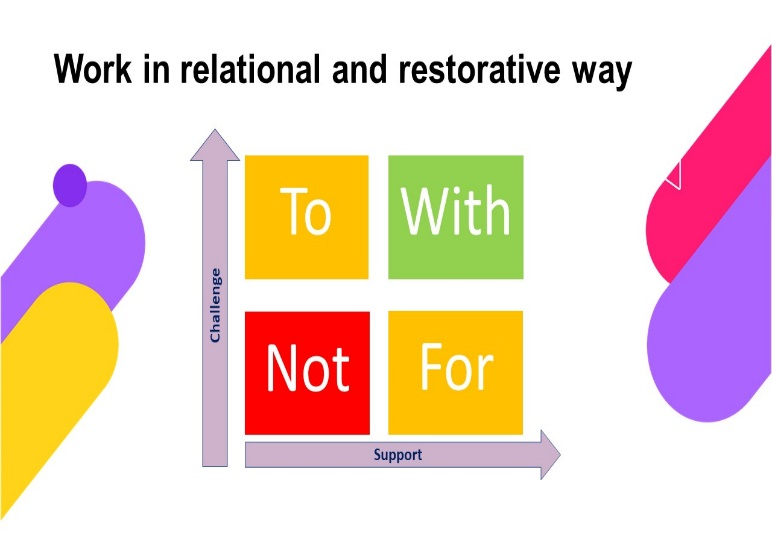 Work in relational and restorative way
To With
Challenge
Not For
Support